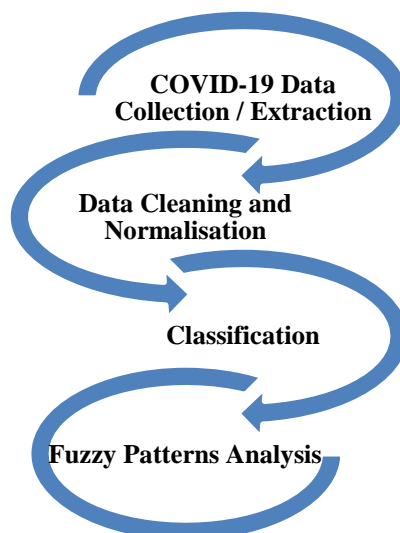 COVID-19 Data
Collection / Extraction
Data Cleaning and
Normalisation
Classification
Fuzzy Patterns Analysis